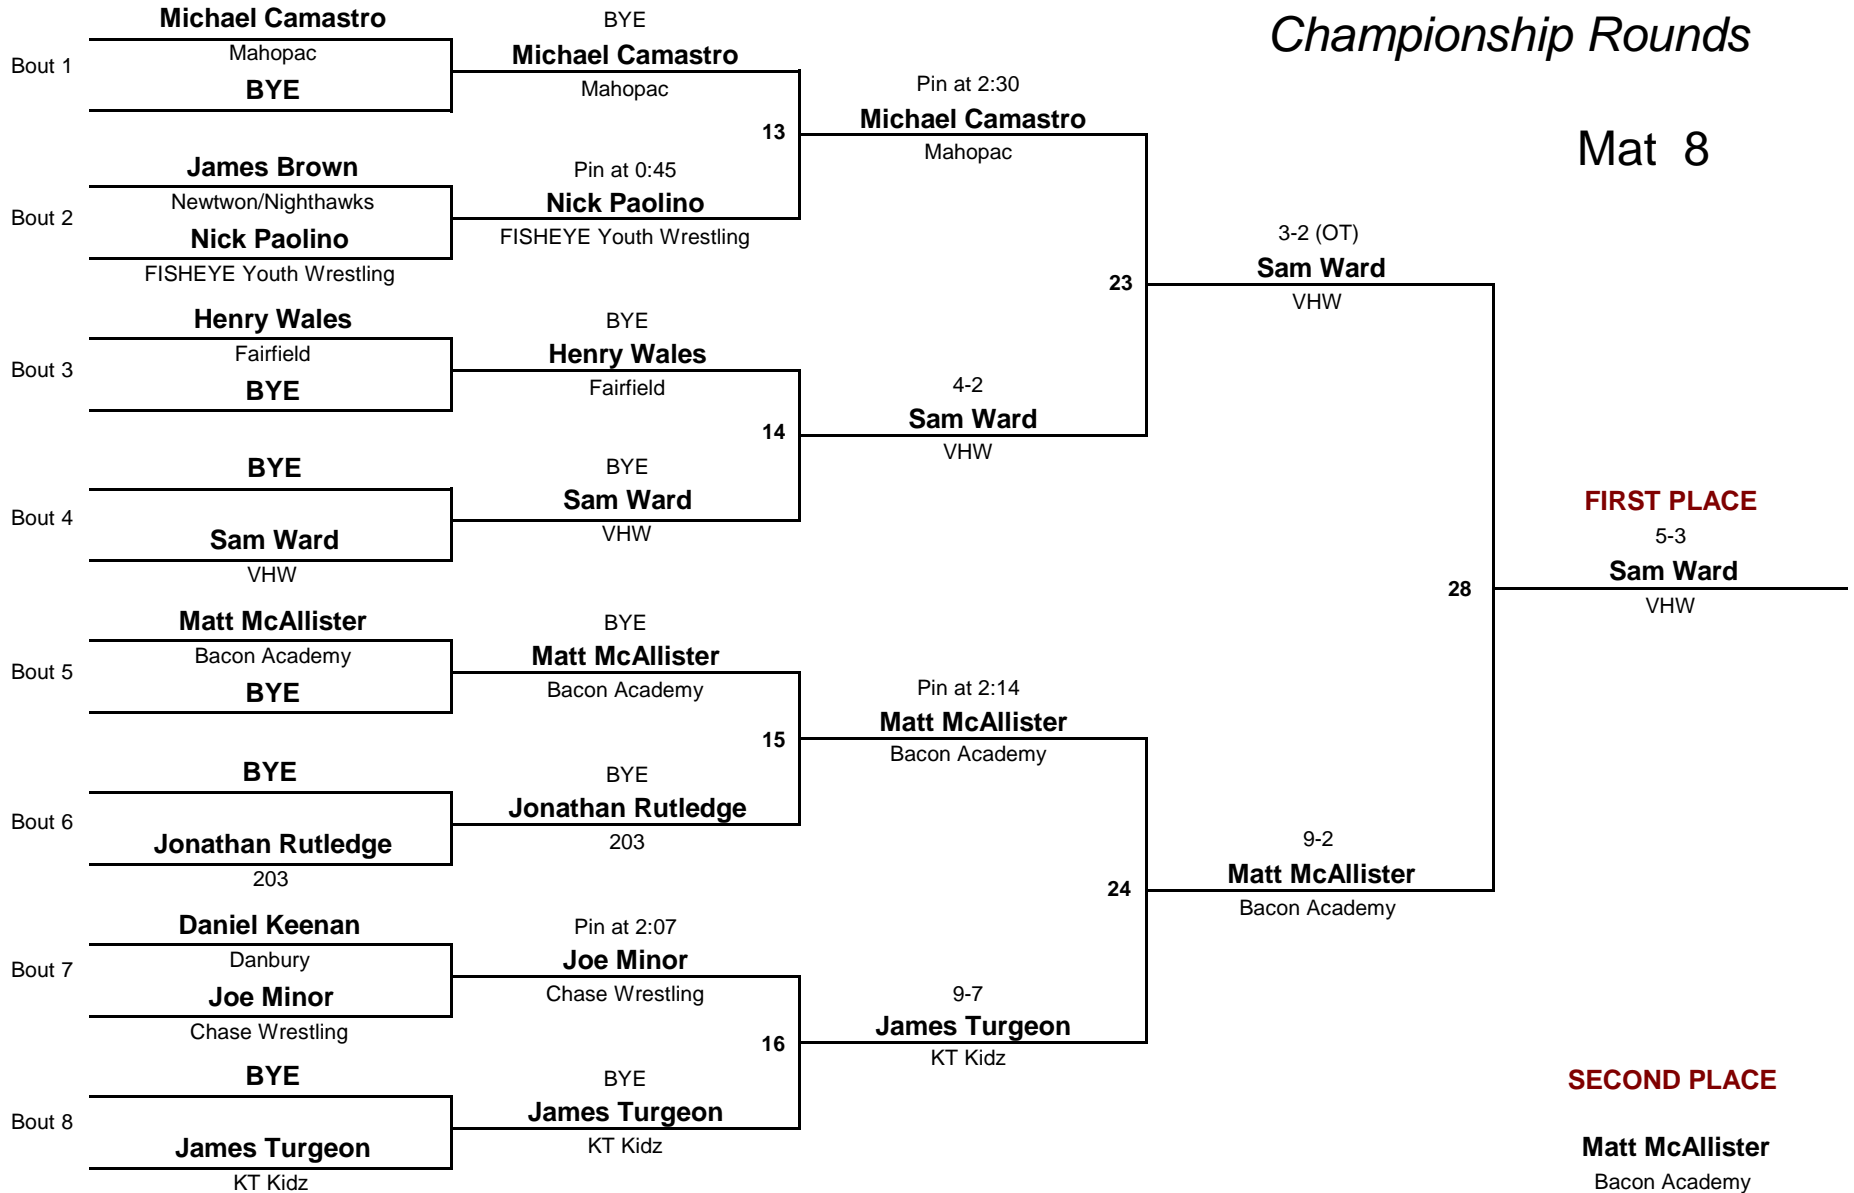 Championship Rounds
Mat 8
Bout 1
Michael Camastro
Mahopac
BYE
Bout 2
James Brown
Newtwon/Nighthawks
Nick Paolino
FISHEYE Youth Wrestling
Bout 3
Henry Wales
Fairfield
BYE
Bout 4
BYE
Sam Ward
VHW
Bout 5
Matt McAllister
Bacon Academy
BYE
Bout 6
BYE
Jonathan Rutledge
203
Bout 7
Daniel Keenan
Danbury
Joe Minor
Chase Wrestling
Bout 8
BYE
James Turgeon
KT Kidz
BYE
Michael Camastro
Mahopac
13
Pin at 0:45
Nick Paolino
FISHEYE Youth Wrestling
BYE
Henry Wales
Fairfield
14
BYE
Sam Ward
VHW
BYE
Matt McAllister
Bacon Academy
15
BYE
Jonathan Rutledge
203
Pin at 2:07
Joe Minor
Chase Wrestling
16
BYE
James Turgeon
KT Kidz
Pin at 2:30
Michael Camastro
Mahopac
23
4-2
Sam Ward
VHW
Pin at 2:14
Matt McAllister
Bacon Academy
24
9-7
James Turgeon
KT Kidz
3-2 (OT)
Sam Ward
VHW
28
9-2
Matt McAllister
Bacon Academy
FIRST PLACE
5-3
Sam Ward
VHW
SECOND PLACE
Matt McAllister
Bacon Academy